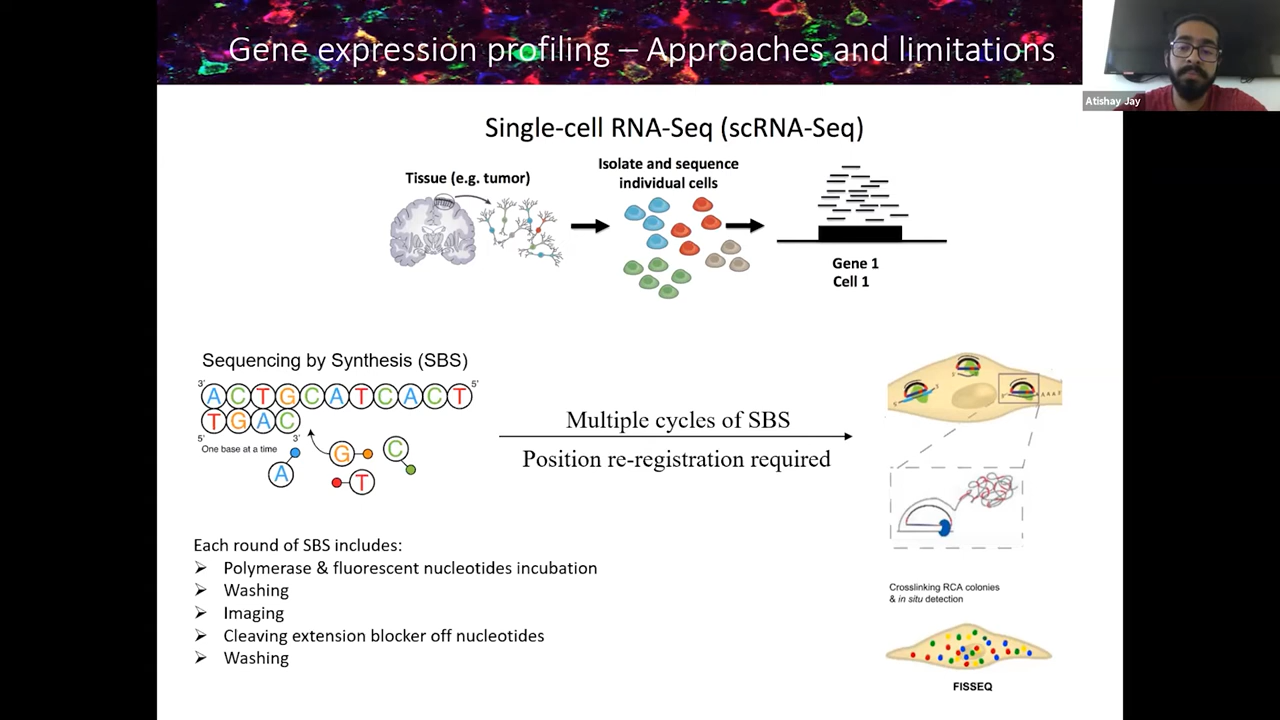 Gene expression profiling – Approaches and limitations
Atishay Jay
Single-cell RNA-Seq (scRNA-Seq)
Tissue (e.g. tumor)
Isolate and sequence
individual cells
Gene 1
Cell 1
Sequencing by Synthesis (SBS)
3' 5'
A C T G C A T C A C T
T G A C
5' 3'
One base at a time
A
G
C
T
Multiple cycles of SBS
Position re-registration required
Each round of SBS includes:
Polymerase & fluorescent nucleotides incubation
Washing
Imaging
Cleaving extension blocker off nucleotides
Washing
Crosslinking RCA colonies
& in situ detection
FISSEQ